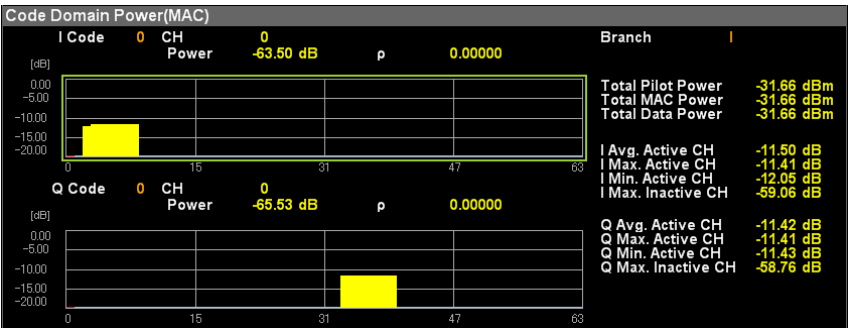 Code Domain Power(MAC)
I Code 0 CH 0 Branch I
Power -63.50 dB ρ 0.00000
[dB]
0.00 Total Pilot Power -31.66 dBm
-5.00 Total MAC Power -31.66 dBm
-10.00 Total Data Power -31.66 dBm
-15.00
-20.00 I Avg. Active CH -11.50 dB
I Max. Active CH -11.41 dB
0 15 31 47 63
I Min. Active CH -12.05 dB
I Max. Inactive CH -59.06 dB
Q Code 0 CH 0
Power -65.53 dB ρ 0.00000
[dB]
Q Avg. Active CH -11.42 dB
0.00 Q Max. Active CH -11.41 dB
-5.00 Q Min. Active CH -11.43 dB
-10.00 Q Max. Inactive CH -58.76 dB
-15.00
-20.00
0 15 31 47 63